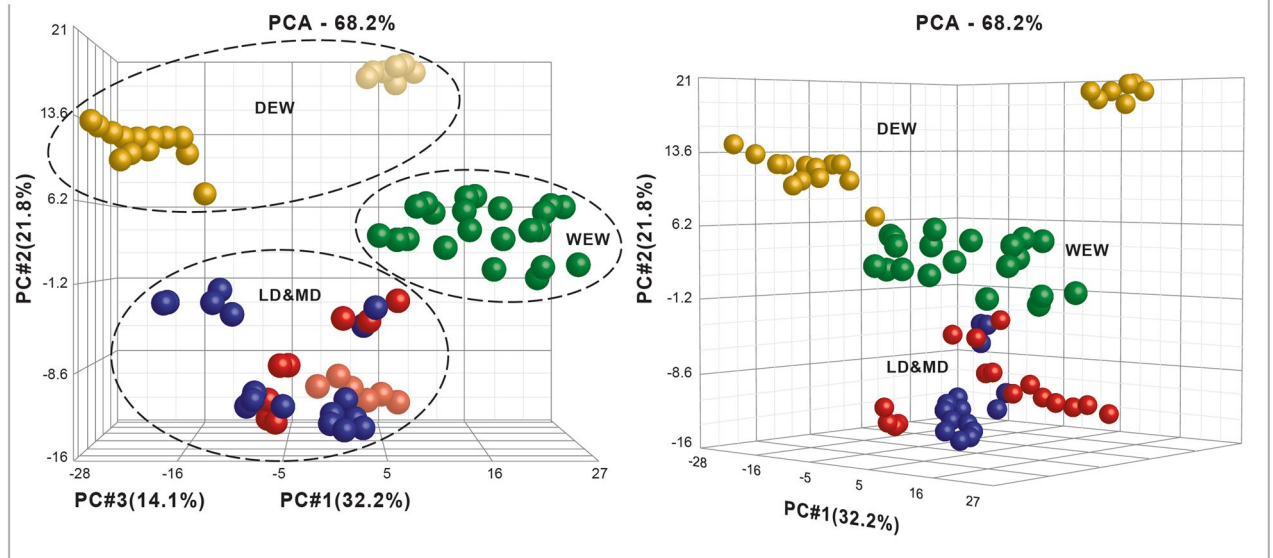 PCA - 68.2%
21
13.6
6.2
-1.2
-8.6
-16
PC#2(21.8%)
DEW
WEW
LD&MD
-28
-16
-5
5
16
27
PC#3(14.1%)
PC#1(32.2%)
PCA - 68.2%
21
13.6
6.2
-1.2
-8.6
-16
PC#2(21.8%)
DEW
WEW
LD&MD
-28
-16
-5
5
16
27
PC#1(32.2%)